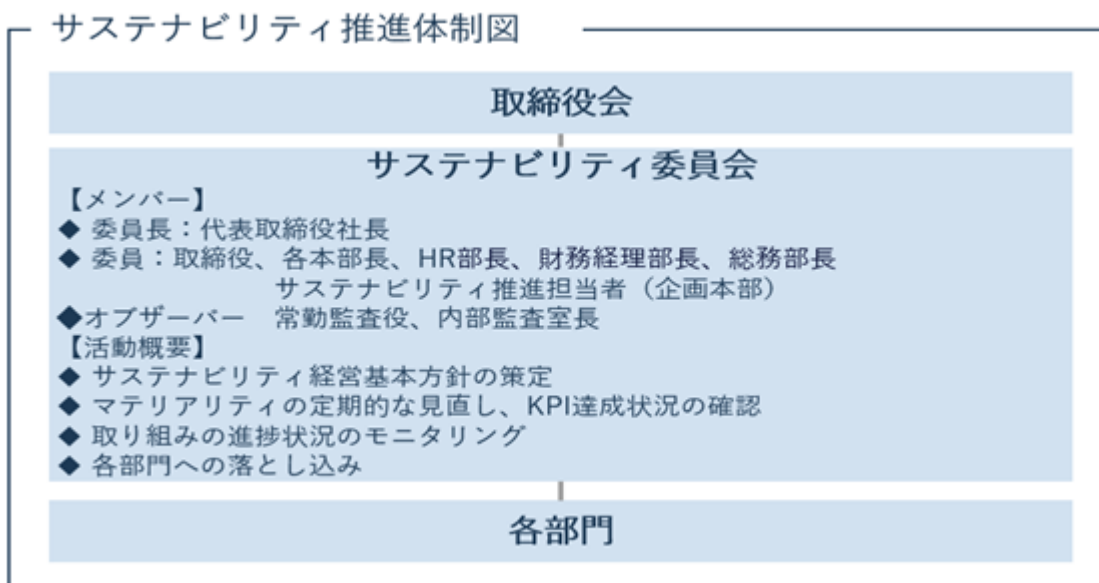 サステナビリティ推進体制図
取締役会
サステナビリティ委員会
【メンバー】
◆ 委員長：代表取締役社長
◆ 委員：取締役、各本部長、HR部長、財務経理部長、総務部長
サステナビリティ推進担当者（企画本部）
◆オブザーバー　常勤監査役、内部監査室長
【活動概要】
◆ サステナビリティ経営基本方針の策定
◆ マテリアリティの定期的な見直し、KPI達成状況の確認
◆ 取り組みの進捗状況のモニタリング
◆ 各部門への落とし込み
各部門